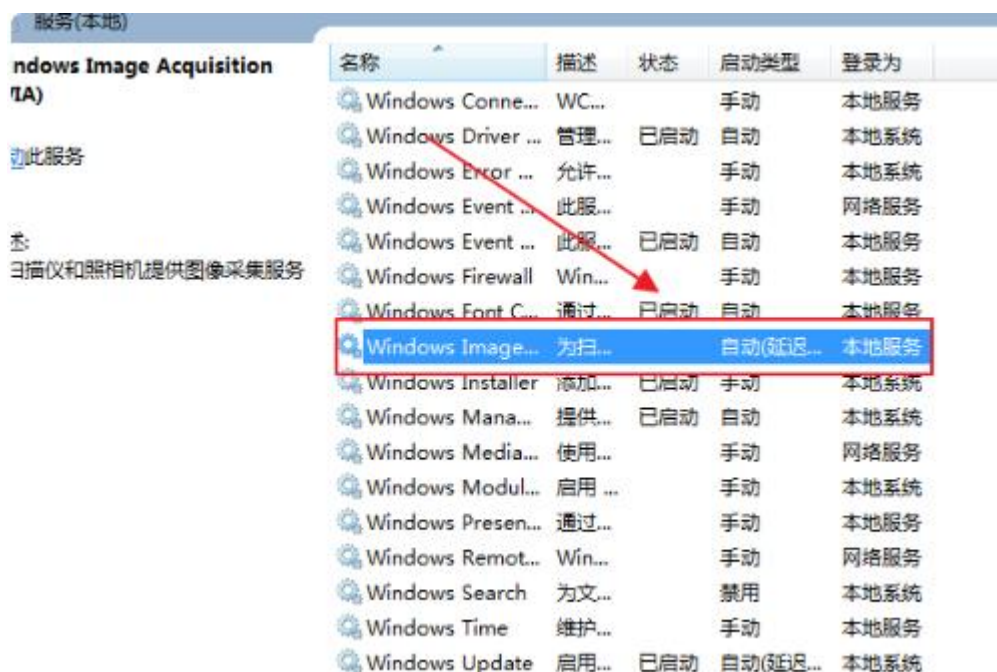 服务(本地)
ndows Image Acquisition
IA)
动此服务
述:
扫描仪和照相机提供图像采集服务
名称 描述 状态 启动类型 登录为
Windows Conne... WC... 手动 本地服务
Windows Driver ... 管理... 已启动 自动 本地系统
Windows Error ... 允许... 手动 本地系统
Windows Event ... 此服... 手动 网络服务
Windows Event ... 此服... 已启动 自动 本地服务
Windows Firewall Win... 手动 本地服务
Windows Font C... 通过... 已启动 自动 本地服务
Windows Image... 为扫... 自动(延迟... 本地服务
Windows Installer 添加... 已启动 手动 本地系统
Windows Mana... 提供... 已启动 自动 本地系统
Windows Media... 使用... 手动 网络服务
Windows Modul... 启用 ... 手动 本地系统
Windows Presen... 通过... 手动 本地服务
Windows Remot... Win... 手动 网络服务
Windows Search 为文... 禁用 本地系统
Windows Time 维护... 手动 本地服务
Windows Update 启用... 已启动 自动(延迟... 本地系统